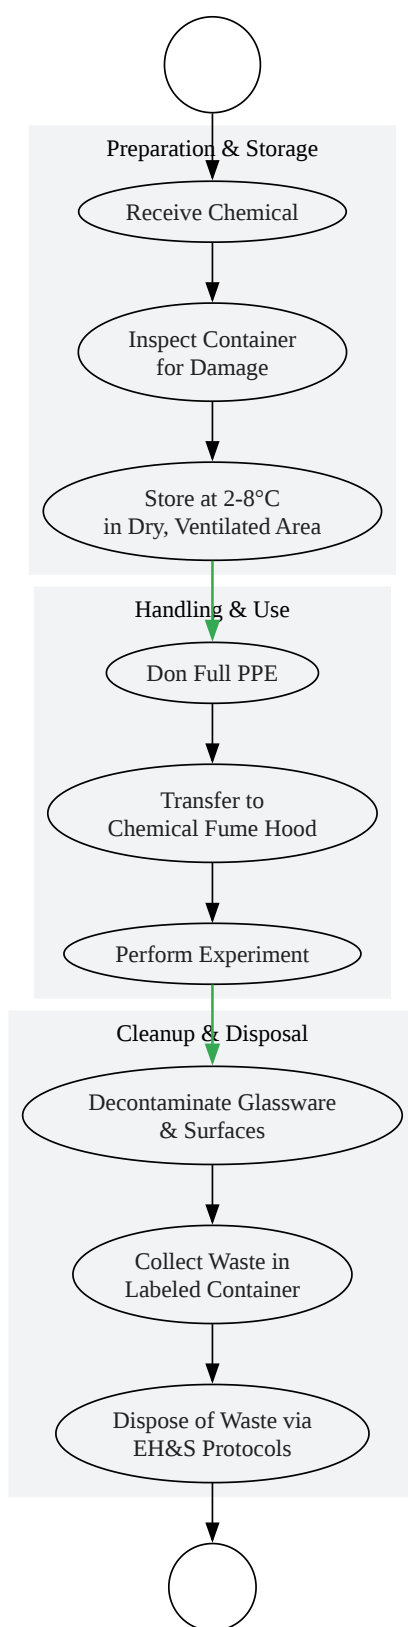 Preparation & Storage
Receive Chemical
Inspect Container
for Damage
Store at 2-8°C
in Dry, Ventilated Area
Handling & Use
Don Full PPE
Transfer to
Chemical Fume Hood
Perform Experiment
Cleanup & Disposal
Decontaminate Glassware
& Surfaces
Collect Waste in
Labeled Container
Dispose of Waste via
EH&S Protocols